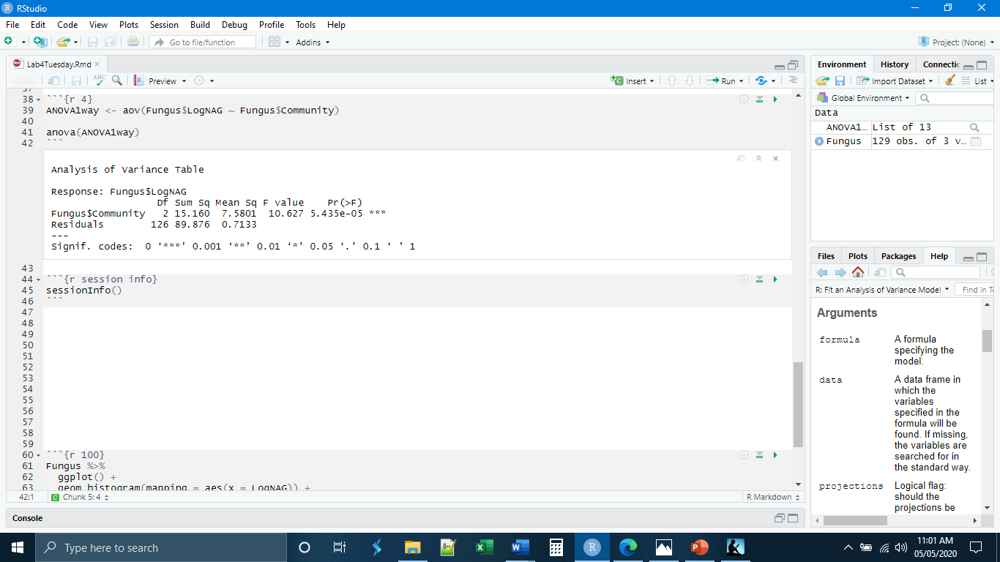 RStudio
File Edit Code View Plots Session Build Debug Profile Tools Help
Go to file/function Addins Project: (None)
Lab4Tuesday.Rmd
ABC Preview Insert Run
37
38 ```{r 4}
39 ANOVA1way <- aov(Fungus$LogNAG ~ Fungus$Community)
40
41 anova(ANOVA1way)
42 ```
Analysis of Variance Table
Response: Fungus$LogNAG
Df Sum Sq Mean Sq F value Pr(>F)
Fungus$Community 2 15.160 7.5801 10.627 5.435e-05 ***
Residuals 126 89.876 0.7133
---
Signif. codes: 0 ‘***’ 0.001 ‘**’ 0.01 ‘*’ 0.05 ‘.’ 0.1 ‘ ’ 1
43
44 ```{r session info}
45 sessionInfo()
46 ```
47
48
49
50
51
52
53
54
55
56
57
58
59
60 ```{r 100}
61 Fungus %>%
62 ggplot() +
63 geom_histogram(mapping = aes(x = LogNAG)) +
42:1 C Chunk 5: 4 R Markdown
Console
Environment History Connectic
Import Dataset List
Global Environment
Data
ANOVA1… List of 13
Fungus 129 obs. of 3 v…
Files Plots Packages Help
R: Fit an Analysis of Variance Model Find in T
Arguments
formula A formula
specifying the
model.
data A data frame in
which the
variables
specified in the
formula will be
found. If missing,
the variables are
searched for in
the standard way.
projections Logical flag:
should the
projections be
Type here to search
11:01 AM
05/05/2020